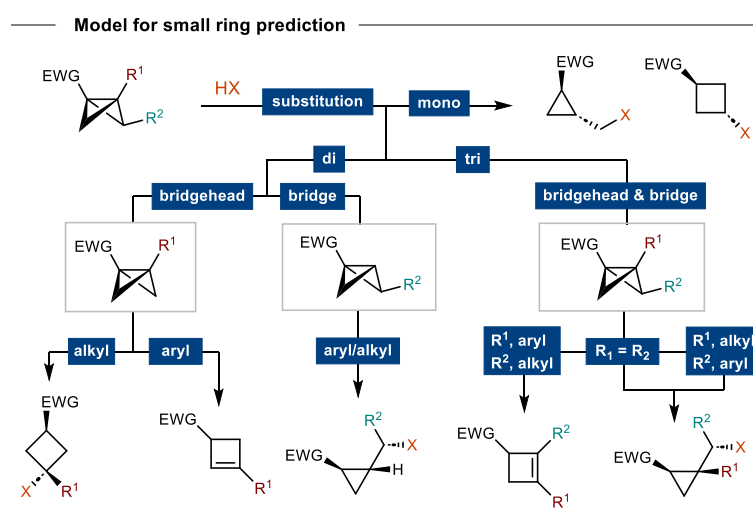 Model for small ring prediction
EWG R¹ R²
HX
substitution
mono
EWG X
EWG X
di
tri
bridgehead
bridge
bridgehead & bridge
EWG R¹
EWG R²
EWG R¹ R²
alkyl
aryl
aryl/alkyl
R¹, aryl
R², alkyl
R₁ = R₂
R¹, alkyl
R², aryl
EWG X R¹
EWG R¹
R² EWG X H
EWG R² R¹
R² EWG X R¹